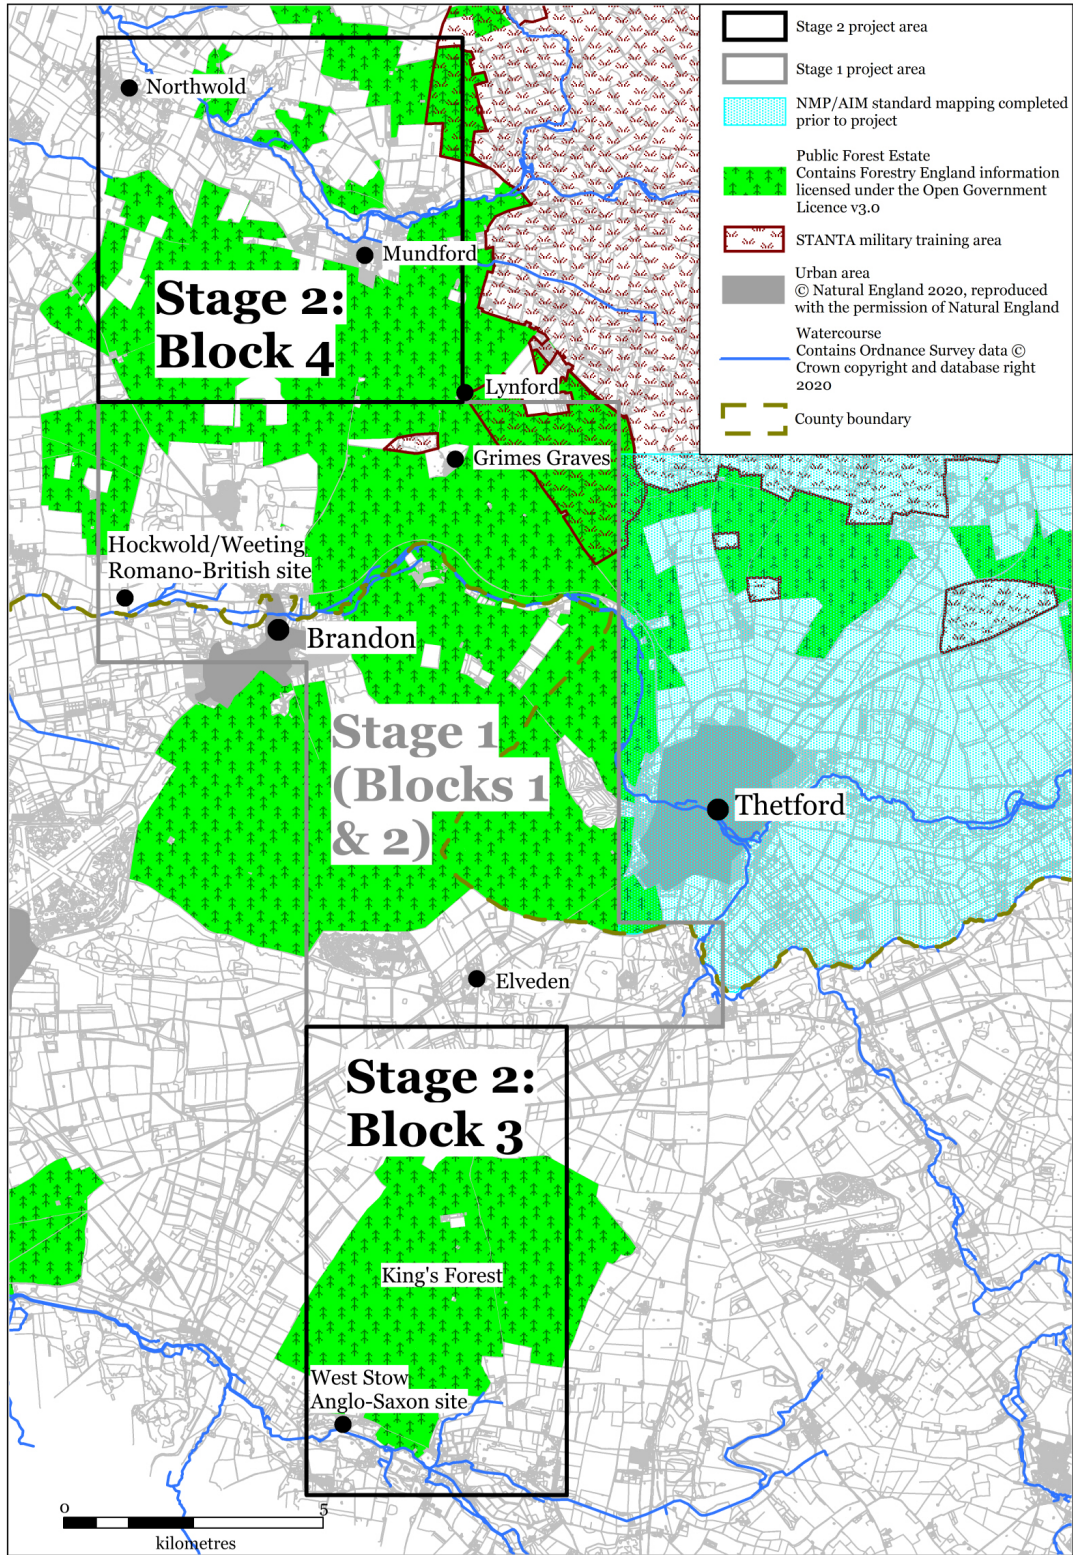 Stage 2 project area
Stage 1 project area
NMP/AIM standard mapping completed
prior to project
Public Forest Estate
Contains Forestry England information
licensed under the Open Government
Licence v3.0
STANTA military training area
Urban area
© Natural England 2020, reproduced
with the permission of Natural England
Watercourse
Contains Ordnance Survey data ©
Crown copyright and database right
2020
County boundary
Northwold
Mundford
Stage 2:
Block 4
Lynford
Grimes Graves
Hockwold/Weeting
Romano-British site
Brandon
Stage 1
(Blocks 1
& 2)
Thetford
Elveden
Stage 2:
Block 3
King's Forest
West Stow
Anglo-Saxon site
0 5
kilometres